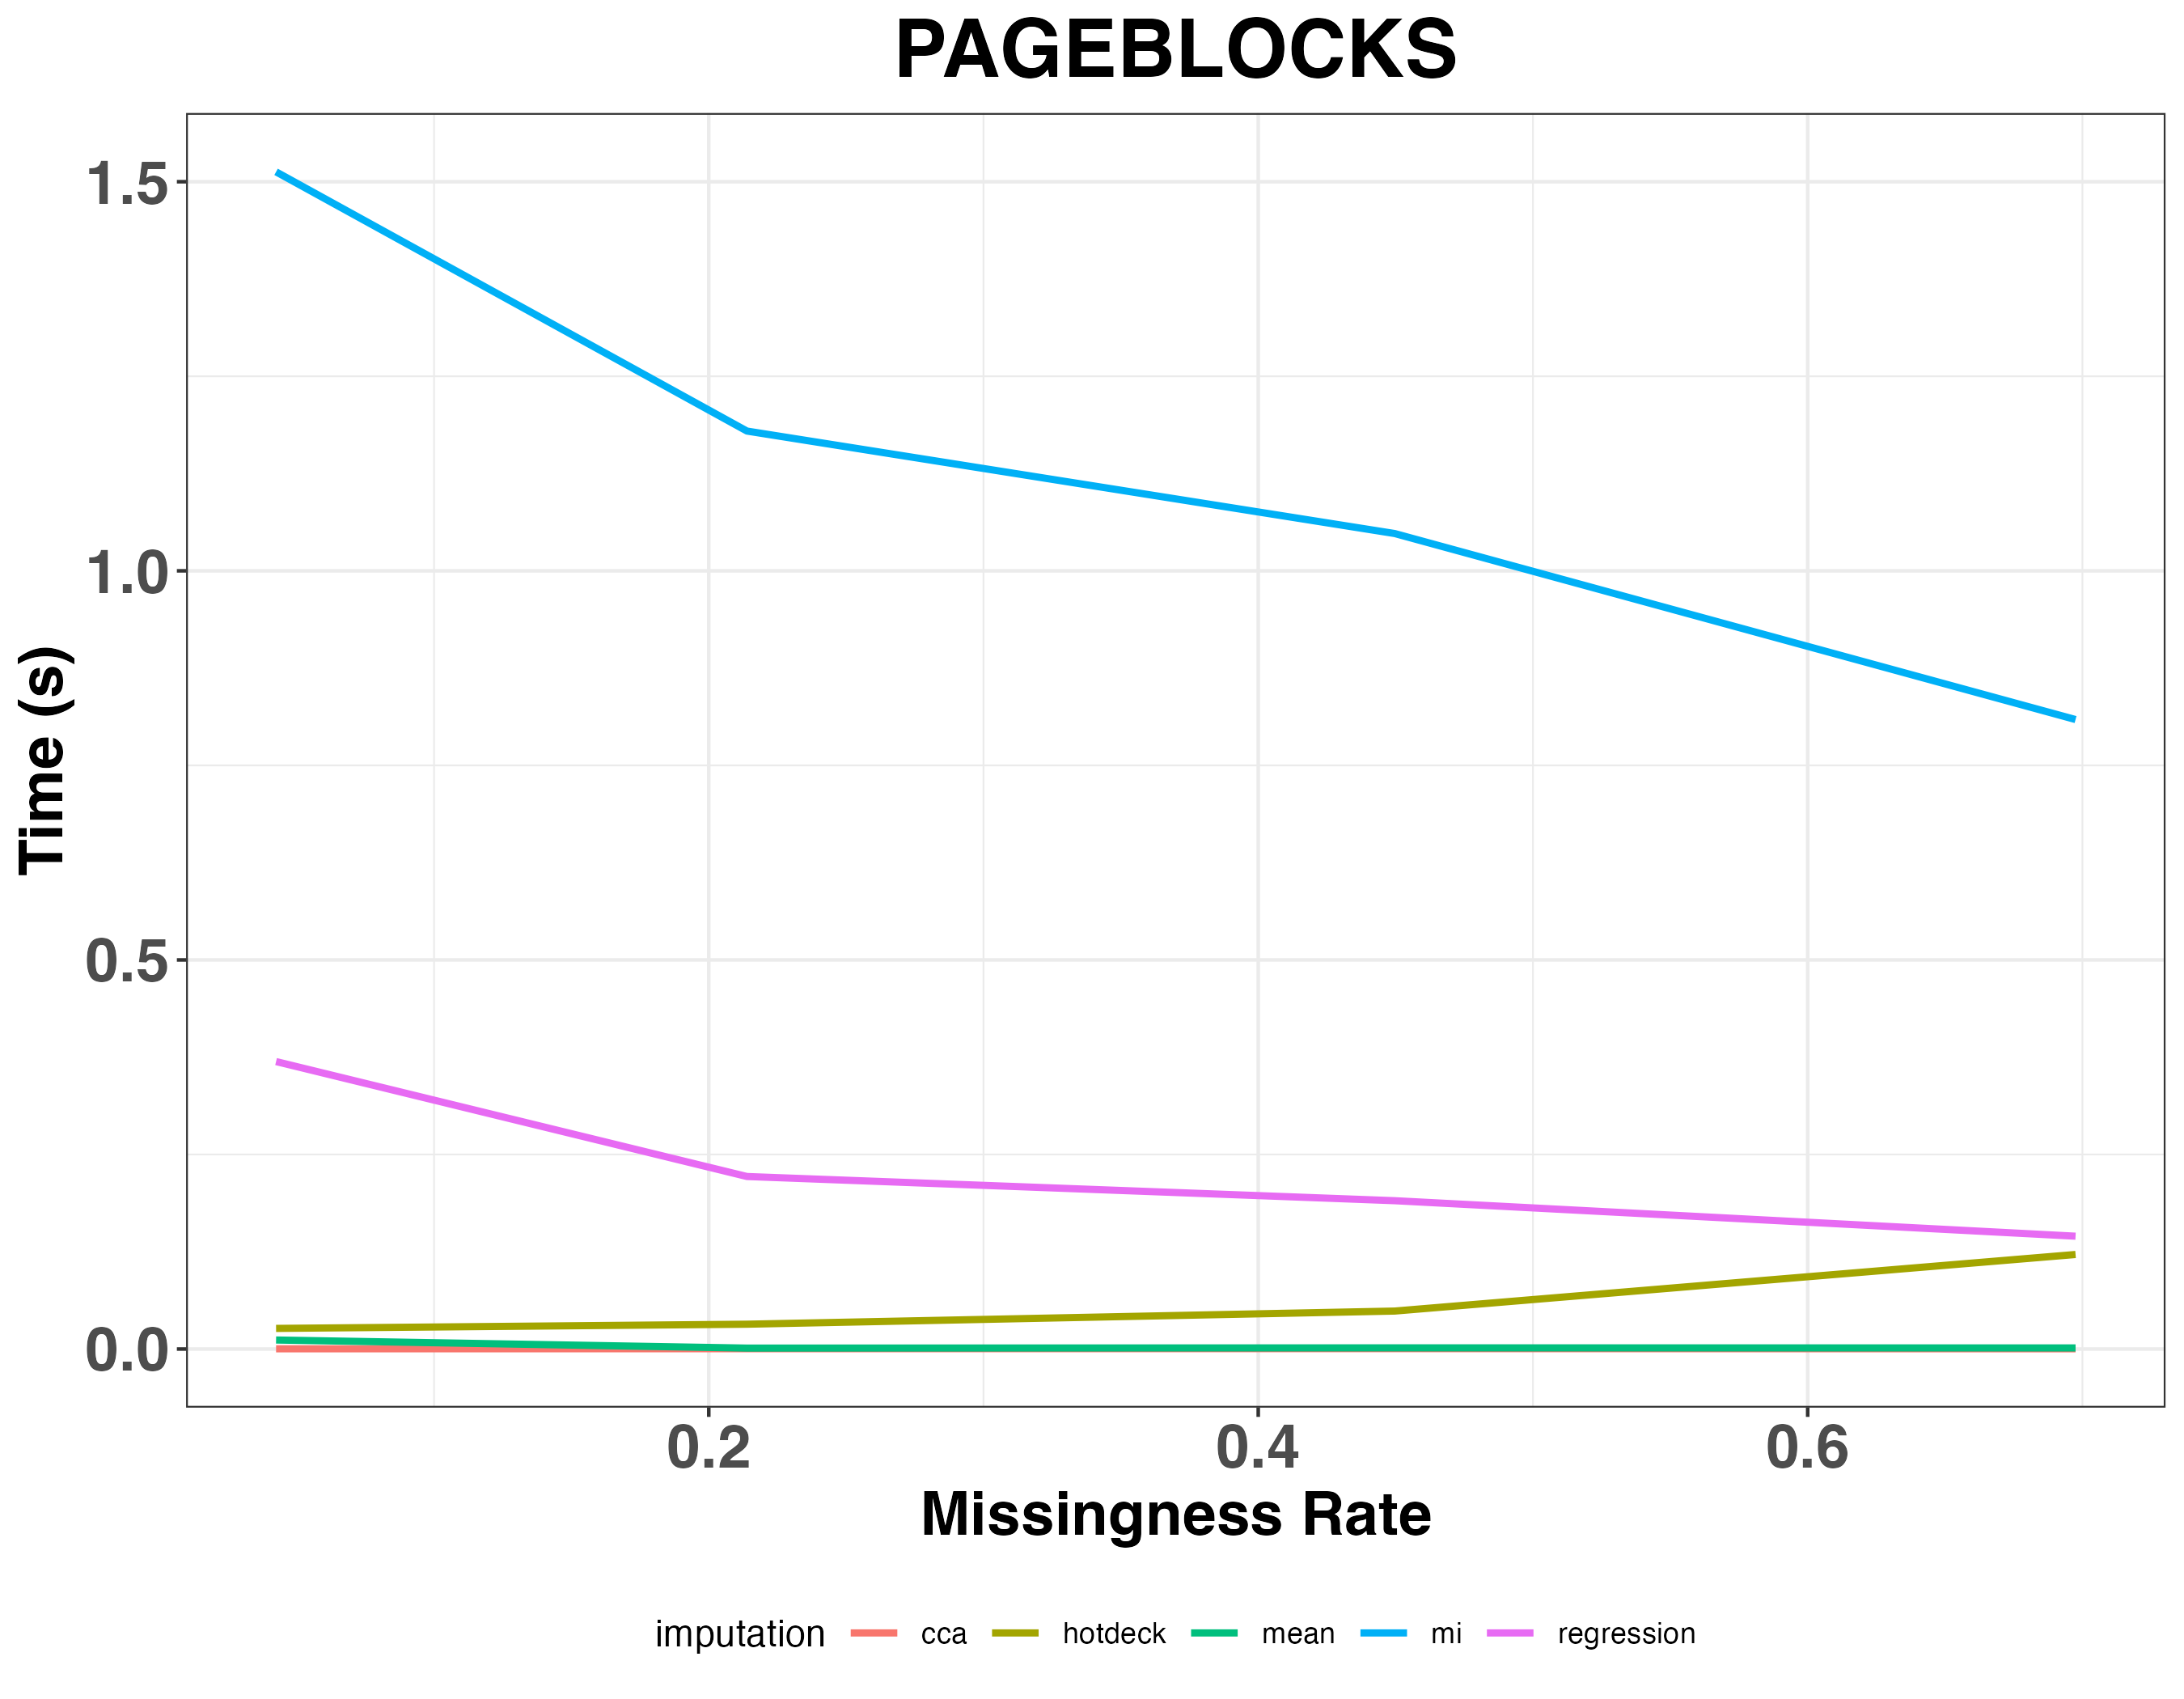 PAGEBLOCKS
1.5
1.0
0.5
0.0
Time (s)
0.2 0.4 0.6
Missingness Rate
imputation cca hotdeck mean mi regression